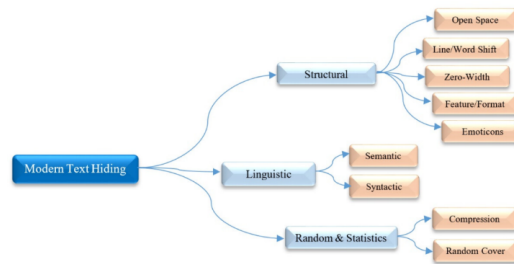 Open Space
Line/Word Shift
Structural
Zero-Width
Feature/Format
Emoticons
Modern Text Hiding
Linguistic
Semantic
Syntactic
Random & Statistics
Compression
Random Cover